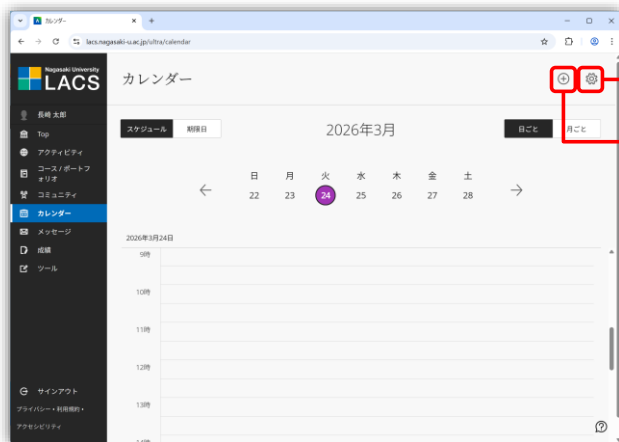 カレンダー
lacs.nagasaki-u.ac.jp/ultra/calendar
Nagasaki University
LACS
カレンダー
長崎 太郎
Top
アクティビティ
コース / ポートフ
ォリオ
コミュニティ
カレンダー
メッセージ
成績
ツール
サインアウト
プライバシー・利用規約・
アクセシビリティ
スケジュール 期限日
2026年3月
日ごと 月ごと
日 月 火 水 木 金 土
22 23 24 25 26 27 28
2026年3月24日
9時
10時
11時
12時
13時
14時